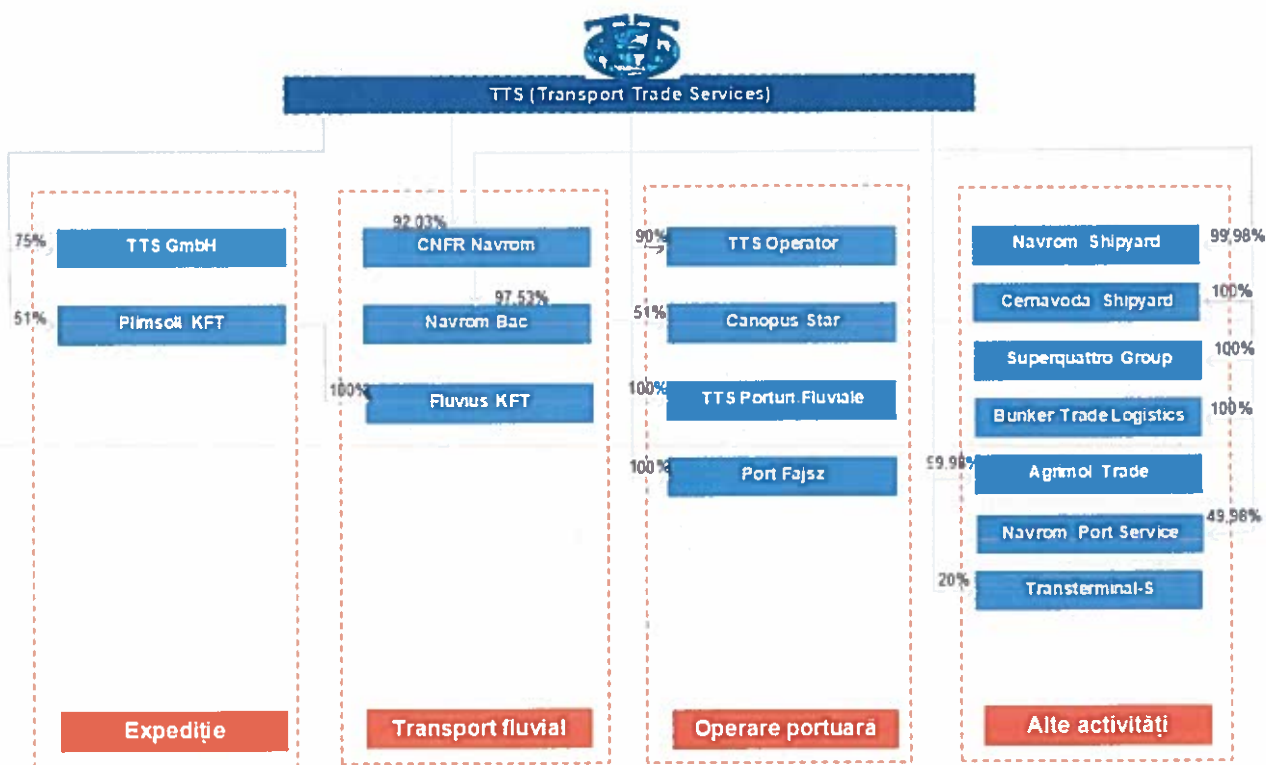 TTS (Transport Trade Services)
75%
TTS GmbH
51%
Plimsoll KFT
Expediție
92,03%
CNFR Navrom
97,53%
Navrom Bac
100%
Fluvius KFT
Transport fluvial
90%
TTS Operator
51%
Canopus Star
100%
TTS Porturi Fluviale
100%
Port Fajsz
Operare portuară
Navrom Shipyard
99,98%
Cernavoda Shipyard
100%
Superquattro Group
100%
Bunker Trade Logistics
100%
99,98%
Agrimol Trade
Navrom Port Service
49,98%
20%
Transterminal-S
Alte activități